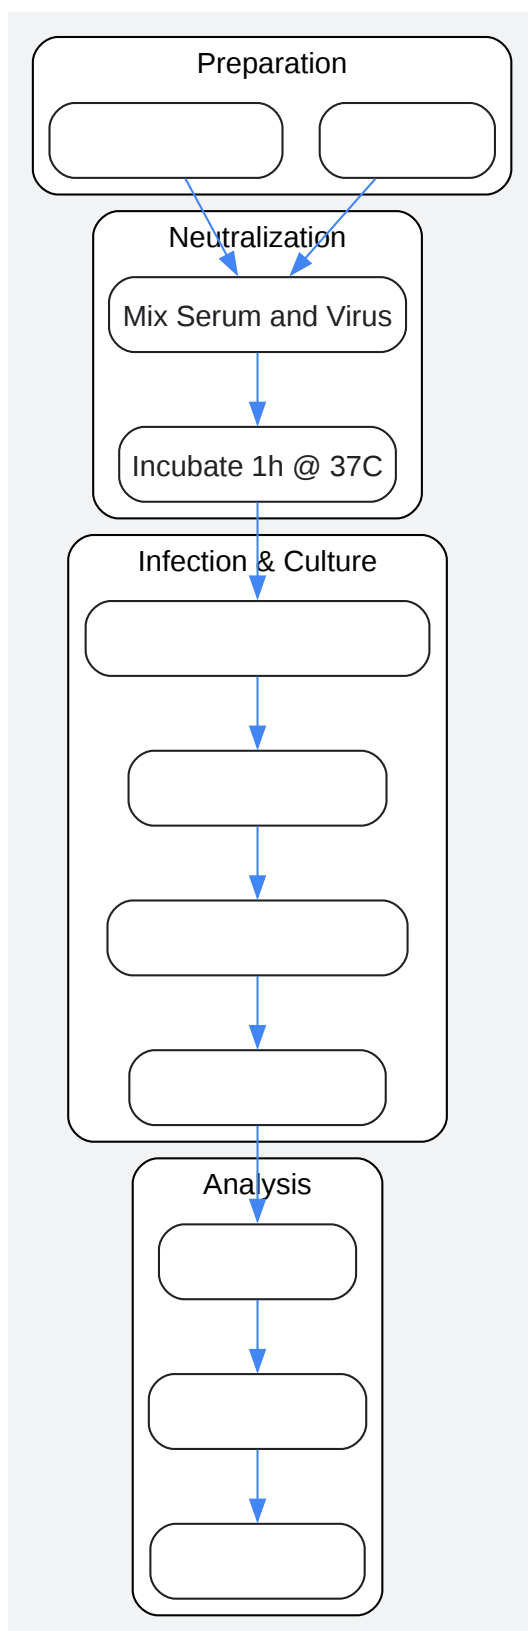 Preparation
Neutralization
Mix Serum and Virus
Incubate 1h @ 37C
Infection & Culture
Analysis